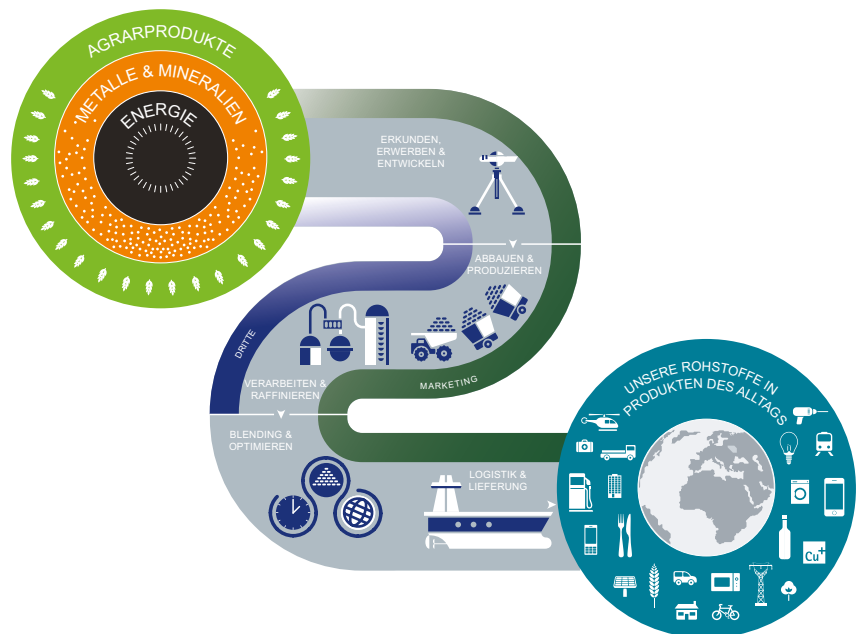 AGRARPRODUKTE
METALLE & MINERALIEN
ENERGIE
ERKUNDEN,
ERWERBEN &
ENTWICKELN
ABBAUEN &
PRODUZIEREN
DRITTE
VERARBEITEN &
RAFFINIEREN
MARKETING
BLENDING &
OPTIMIEREN
LOGISTIK &
LIEFERUNG
UNSERE ROHSTOFFE IN
PRODUKTEN DES ALLTAGS
Cu+